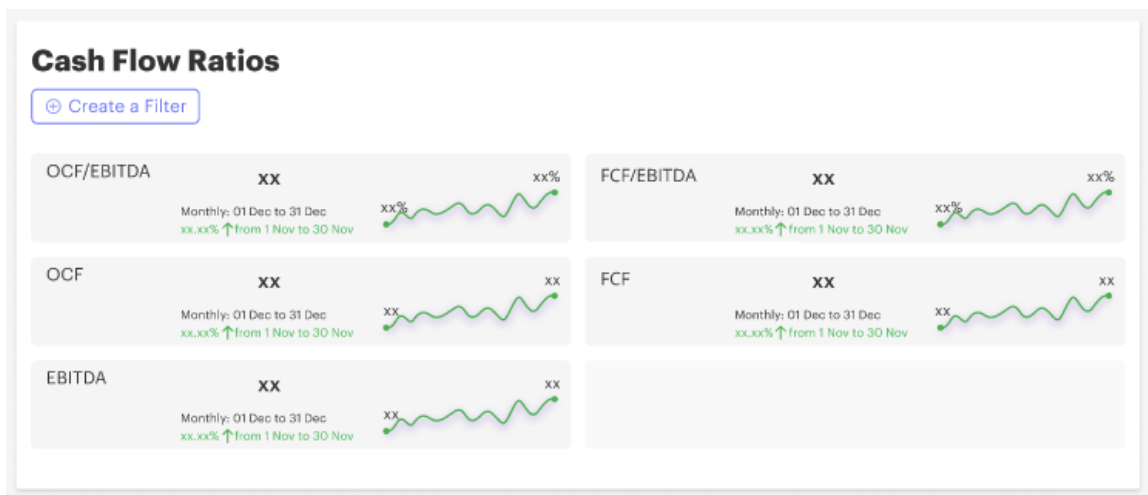 Cash Flow Ratios
⊕ Create a Filter
OCF/EBITDA
xx
Monthly: 01 Dec to 31 Dec
xx.xx% ↑ from 1 Nov to 30 Nov
xx%
xx%
FCF/EBITDA
xx
Monthly: 01 Dec to 31 Dec
xx.xx% ↑ from 1 Nov to 30 Nov
xx%
xx%
OCF
xx
Monthly: 01 Dec to 31 Dec
xx.xx% ↑ from 1 Nov to 30 Nov
xx
xx
FCF
xx
Monthly: 01 Dec to 31 Dec
xx.xx% ↑ from 1 Nov to 30 Nov
xx
xx
EBITDA
xx
Monthly: 01 Dec to 31 Dec
xx.xx% ↑ from 1 Nov to 30 Nov
xx
xx